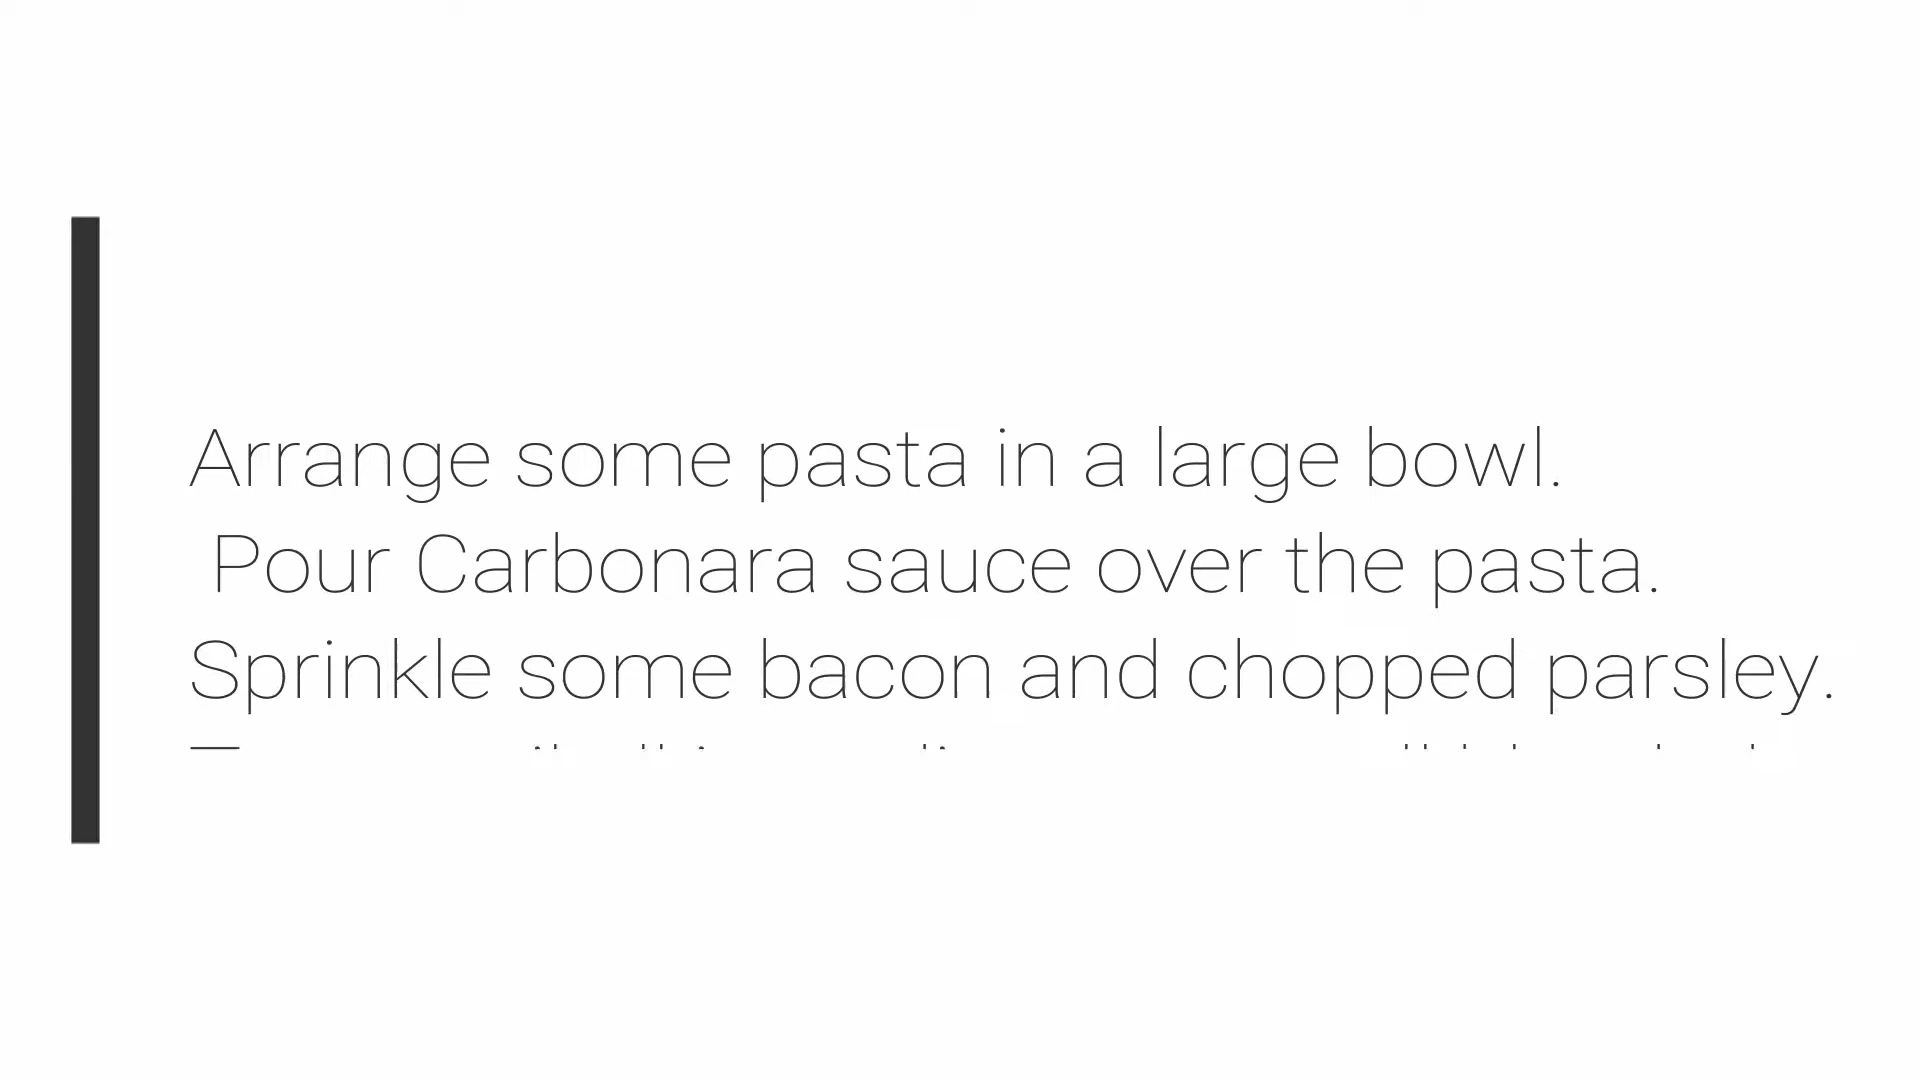 Arrange some pasta in a large bowl.
Pour Carbonara sauce over the pasta.
Sprinkle some bacon and chopped parsley.